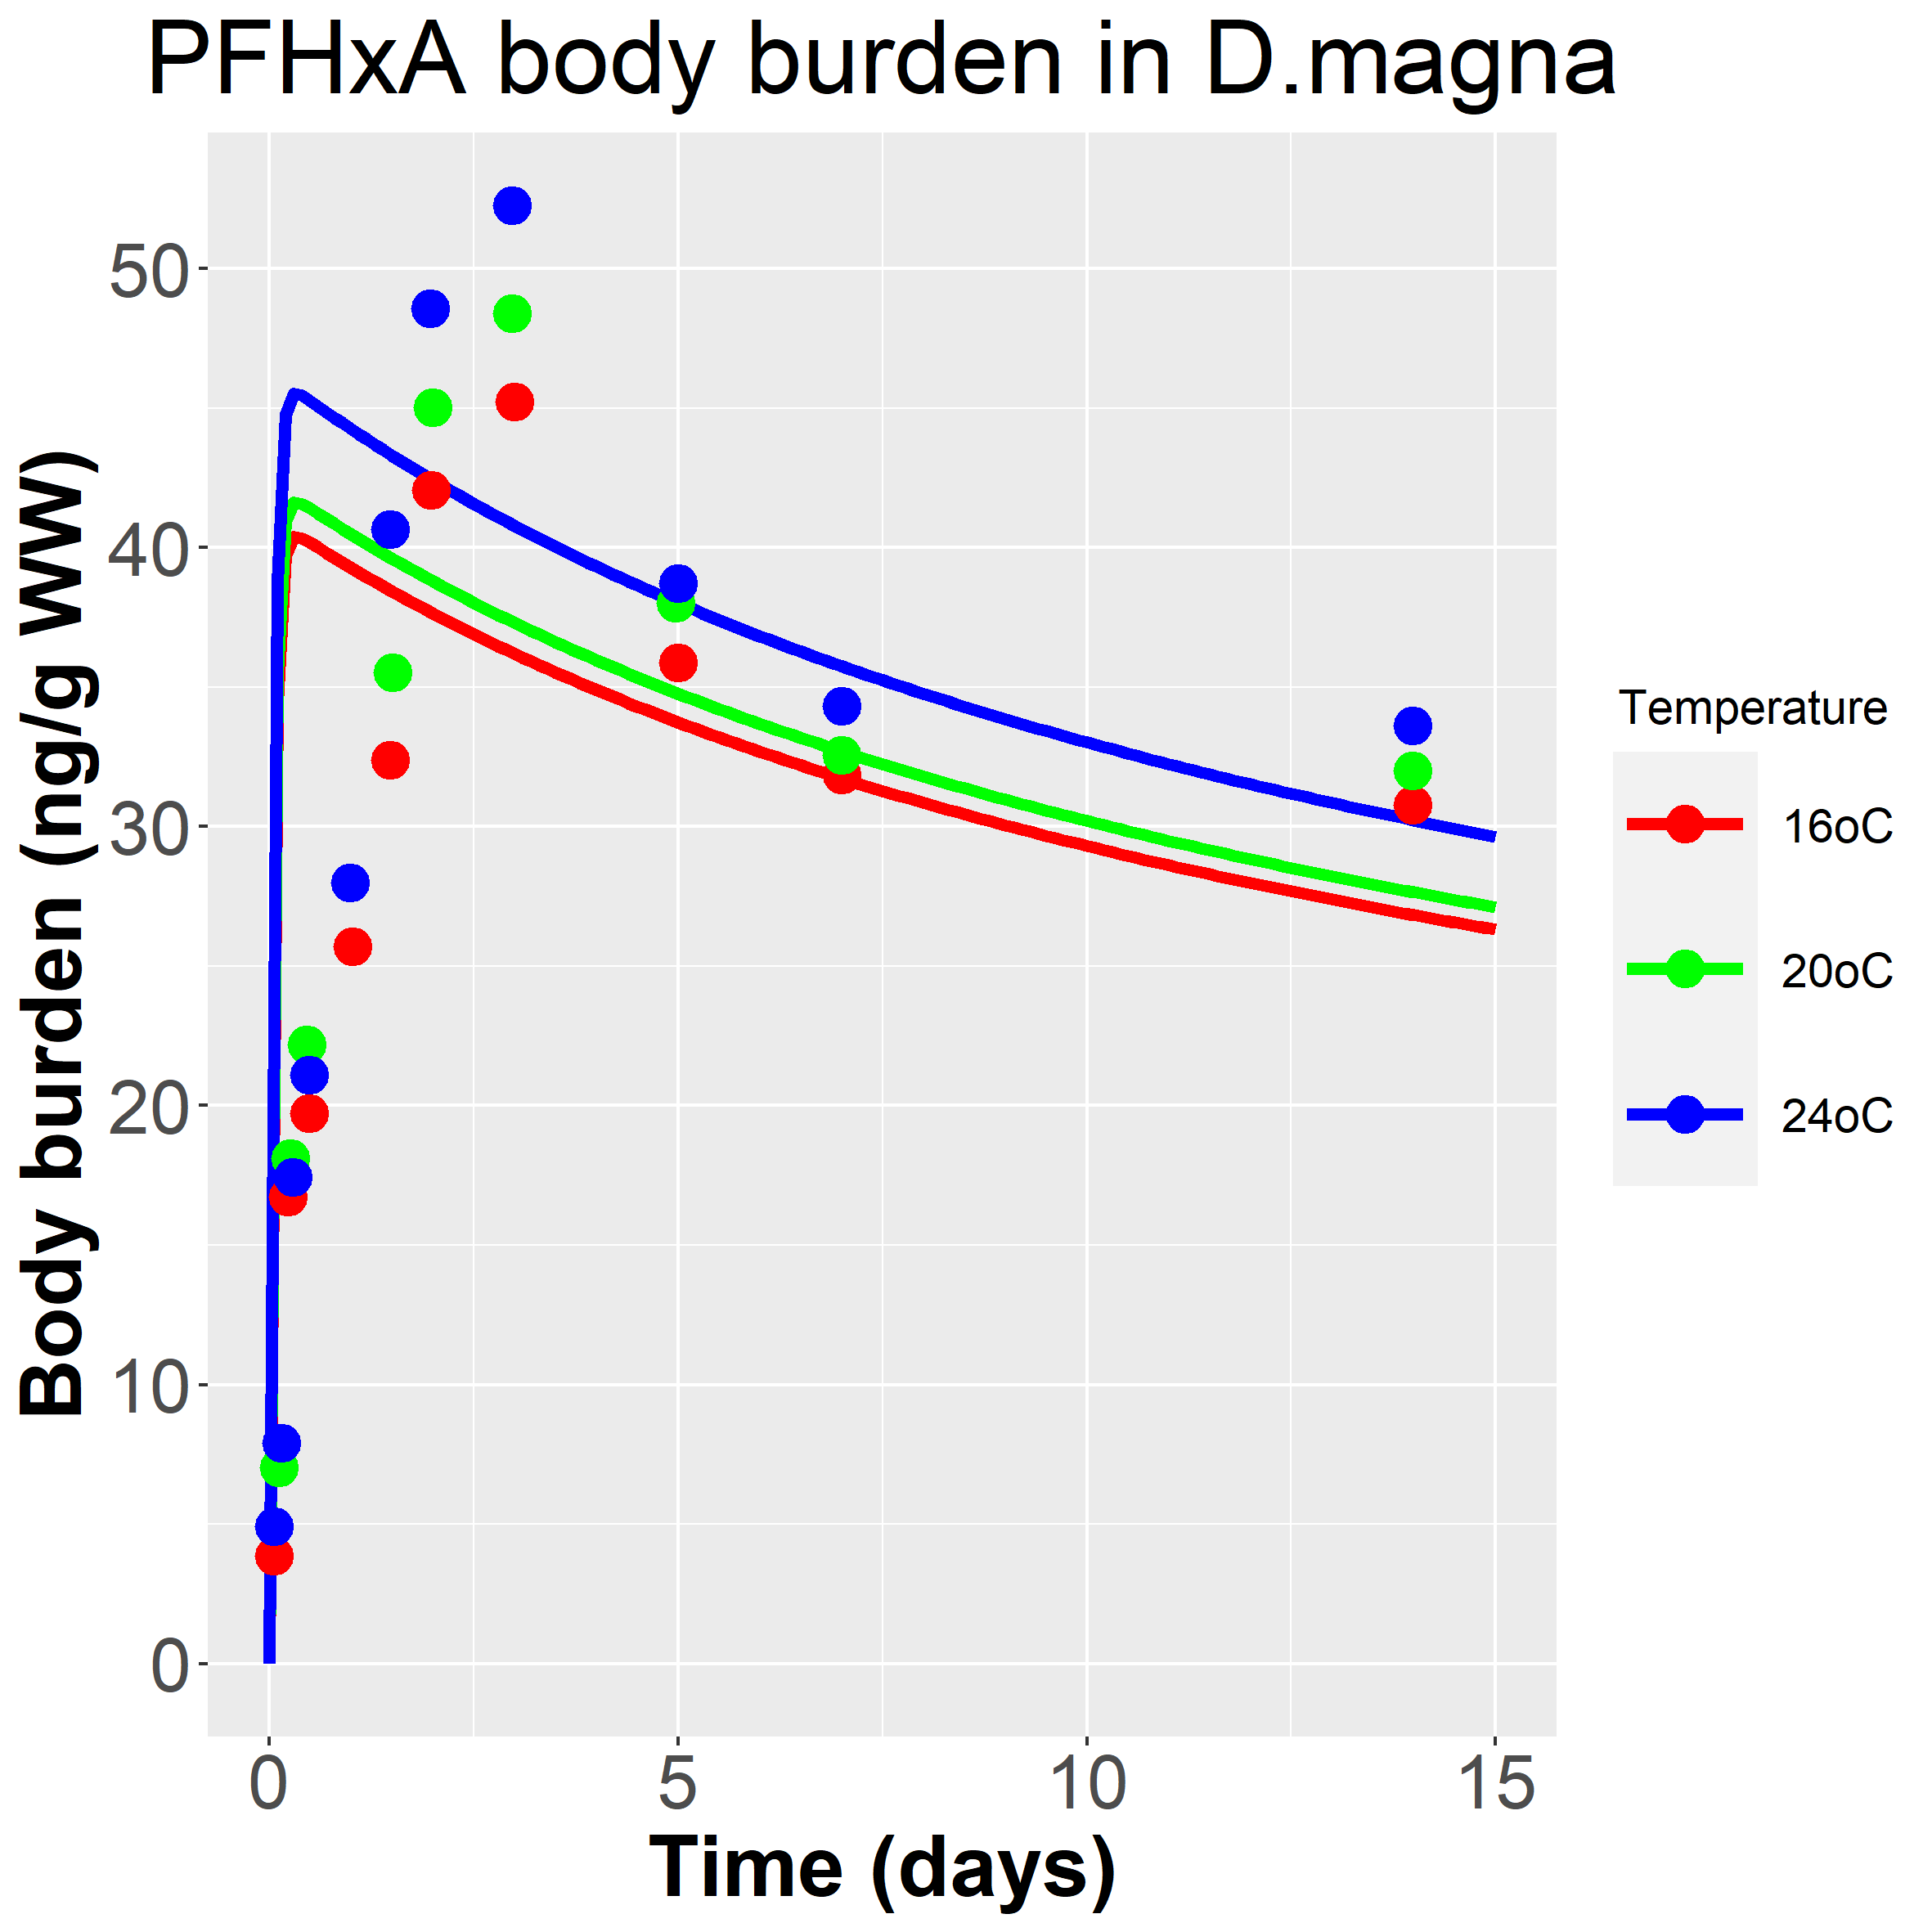 PFHxA body burden in D.magna
Body burden (ng/g WW)
50
40
30
20
10
0
0 5 10 15
Time (days)
Temperature
16oC
20oC
24oC